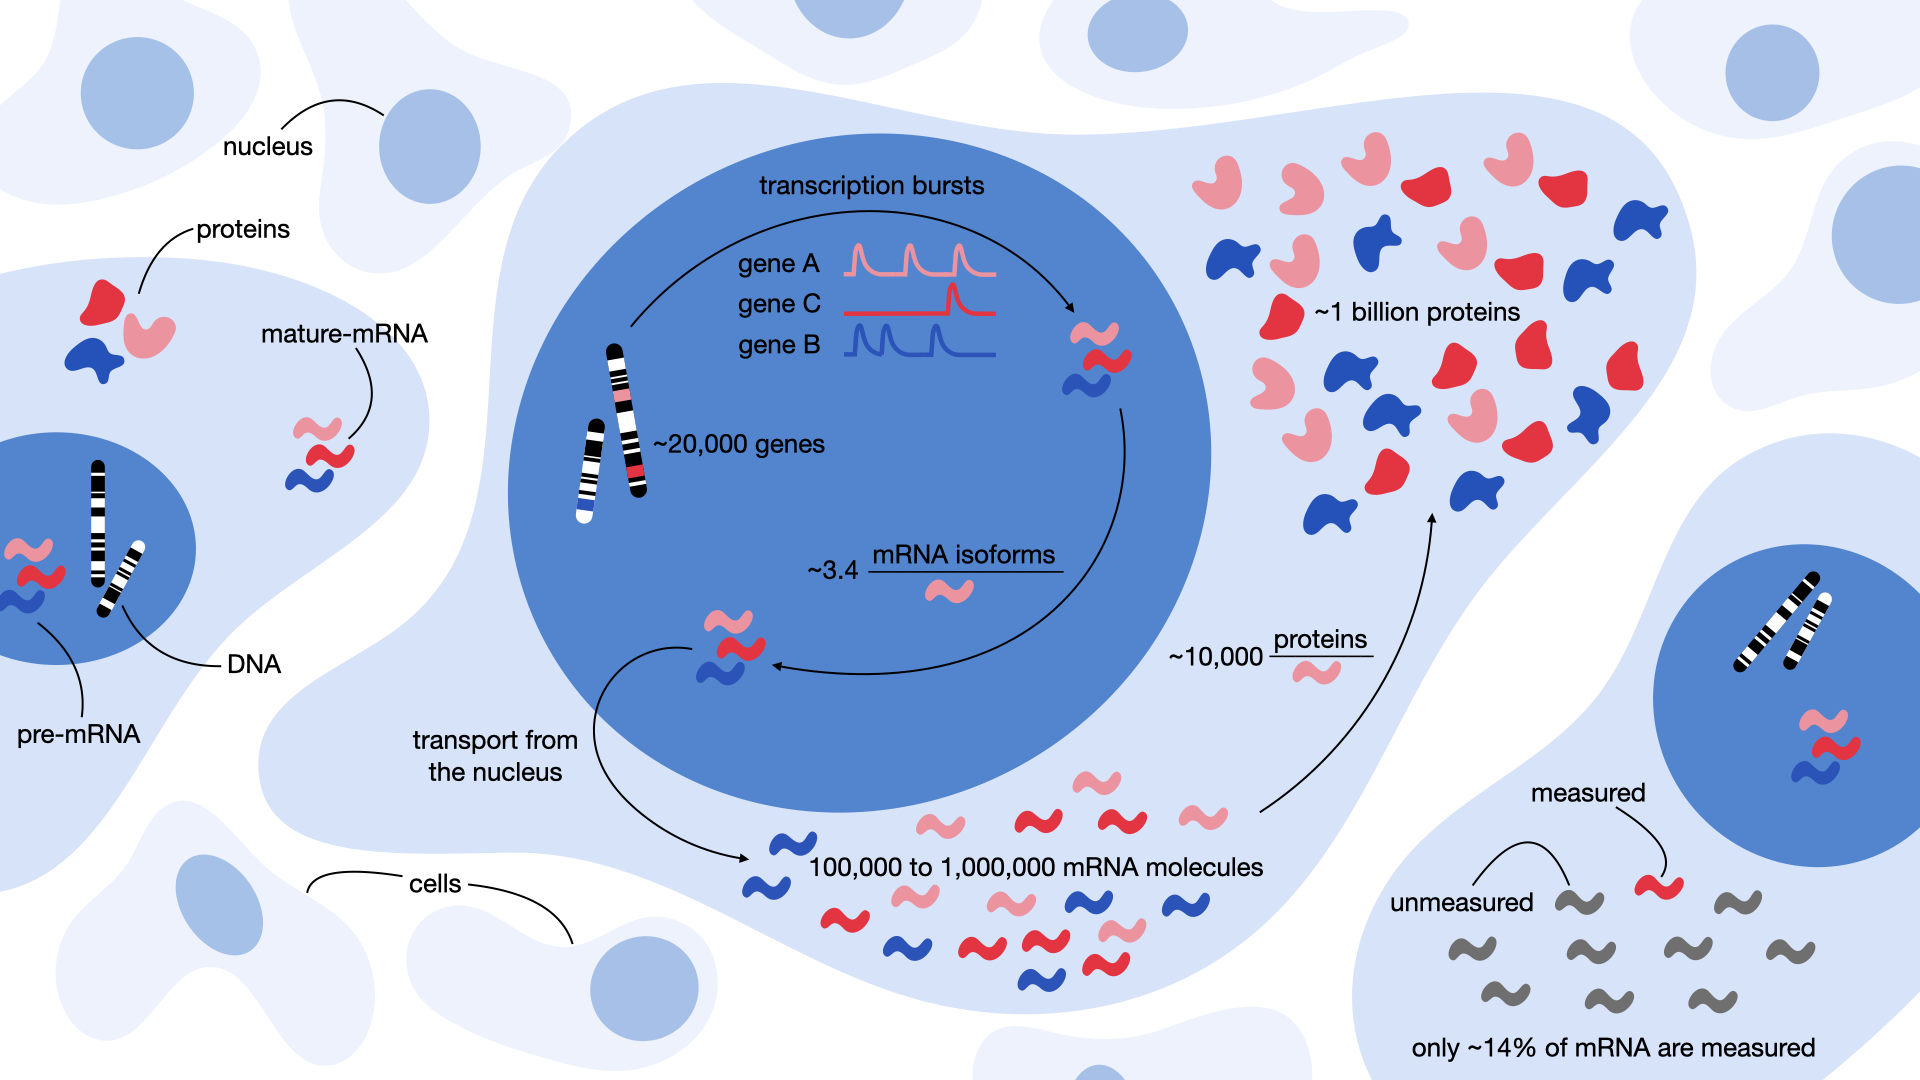 nucleus
proteins
mature-mRNA
DNA
pre-mRNA
transcription bursts
gene A
gene C
gene B
~20,000 genes
~3.4 mRNA isoforms
transport from
the nucleus
100,000 to 1,000,000 mRNA molecules
~10,000 proteins
~1 billion proteins
cells
measured
unmeasured
only ~14% of mRNA are measured